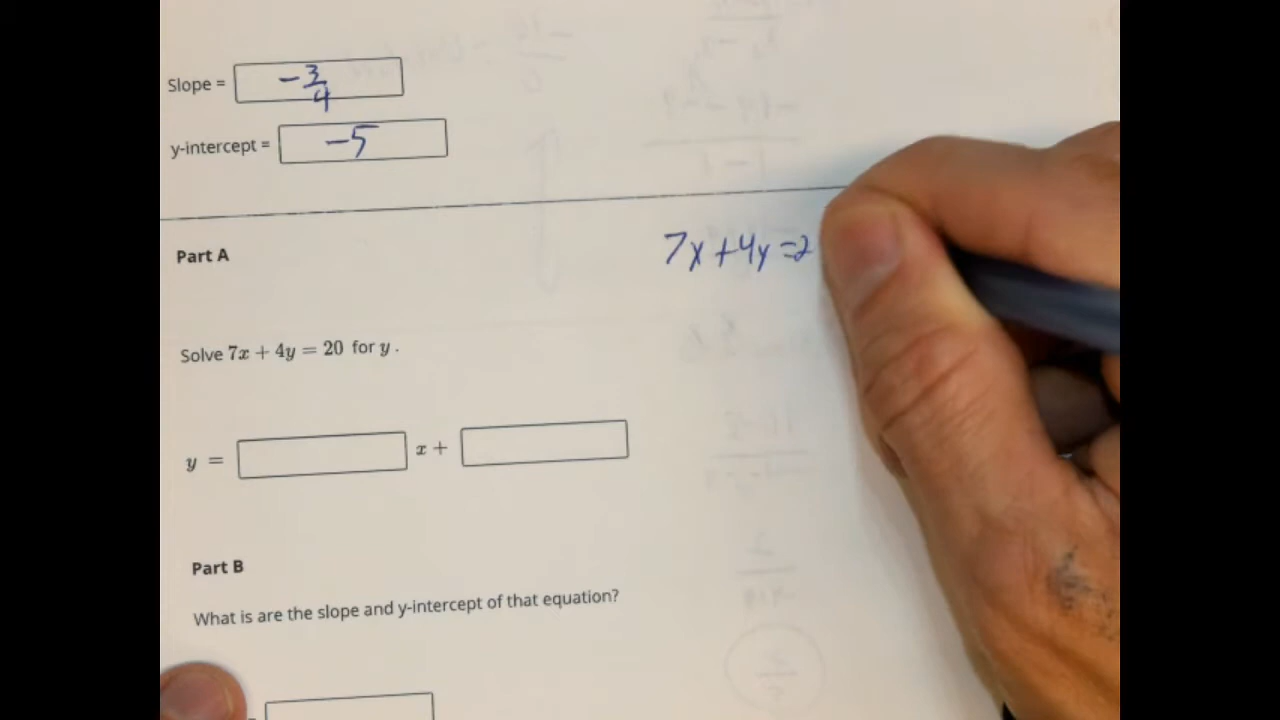 Slope = -3/4
y-intercept = -5
Part A
7x+4y=2
Solve 7x + 4y = 20 for y.
y = x +
Part B
What is are the slope and y-intercept of that equation?